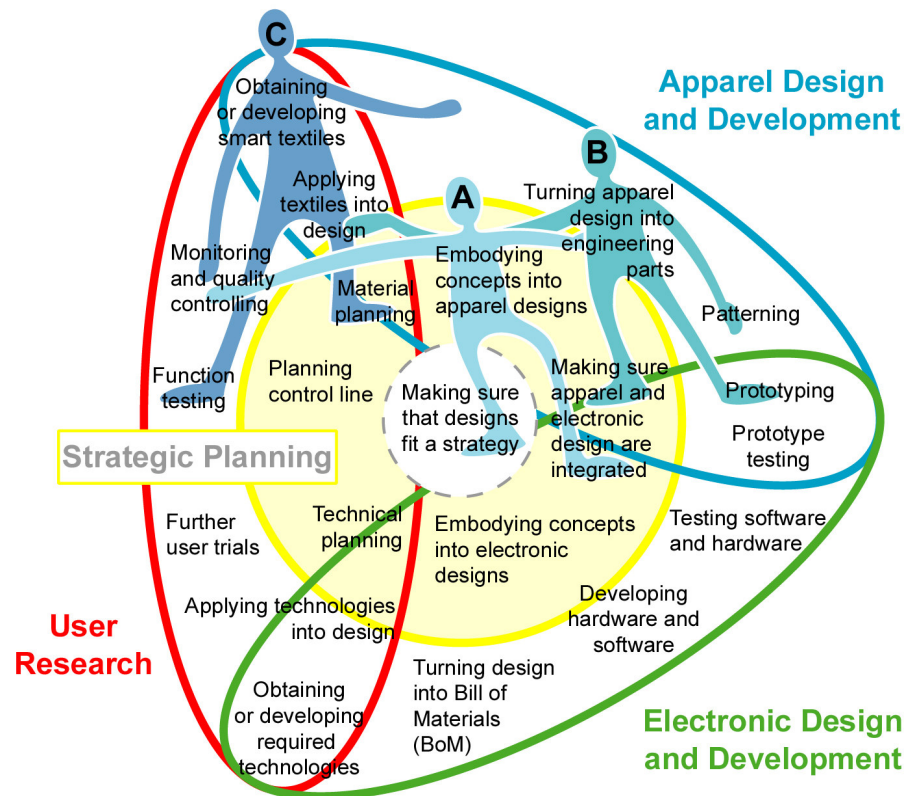 C
Obtaining
or developing
smart textiles
Apparel Design
and Development
B
A
Applying
textiles into
design
Turning apparel
design into
engineering
parts
Monitoring
and quality
controlling
Embodying
concepts into
apparel designs
Material
planning
Patterning
Function
testing
Planning
control line
Making sure
that designs
fit a strategy
Making sure
apparel and
electronic
design are
integrated
Prototyping
Prototype
testing
Strategic Planning
Further
user trials
Technical
planning
Embodying concepts
into electronic
designs
Testing software
and hardware
Applying technologies
into design
Developing
hardware and
software
User
Research
Obtaining
or developing
required
technologies
Turning design
into Bill of
Materials
(BoM)
Electronic Design
and Development